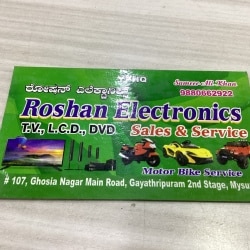 Sameer Ali Khan
9880662922
ರೋಷನ್ ಎಲೆಕ್ಟ್ರಾನಿಕ್ಸ್
Roshan Electronics
T.V., L.C.D., DVD Sales & Service
Motor Bike Service
# 107, Ghosia Nagar Main Road, Gayathripuram 2nd Stage, Mysu